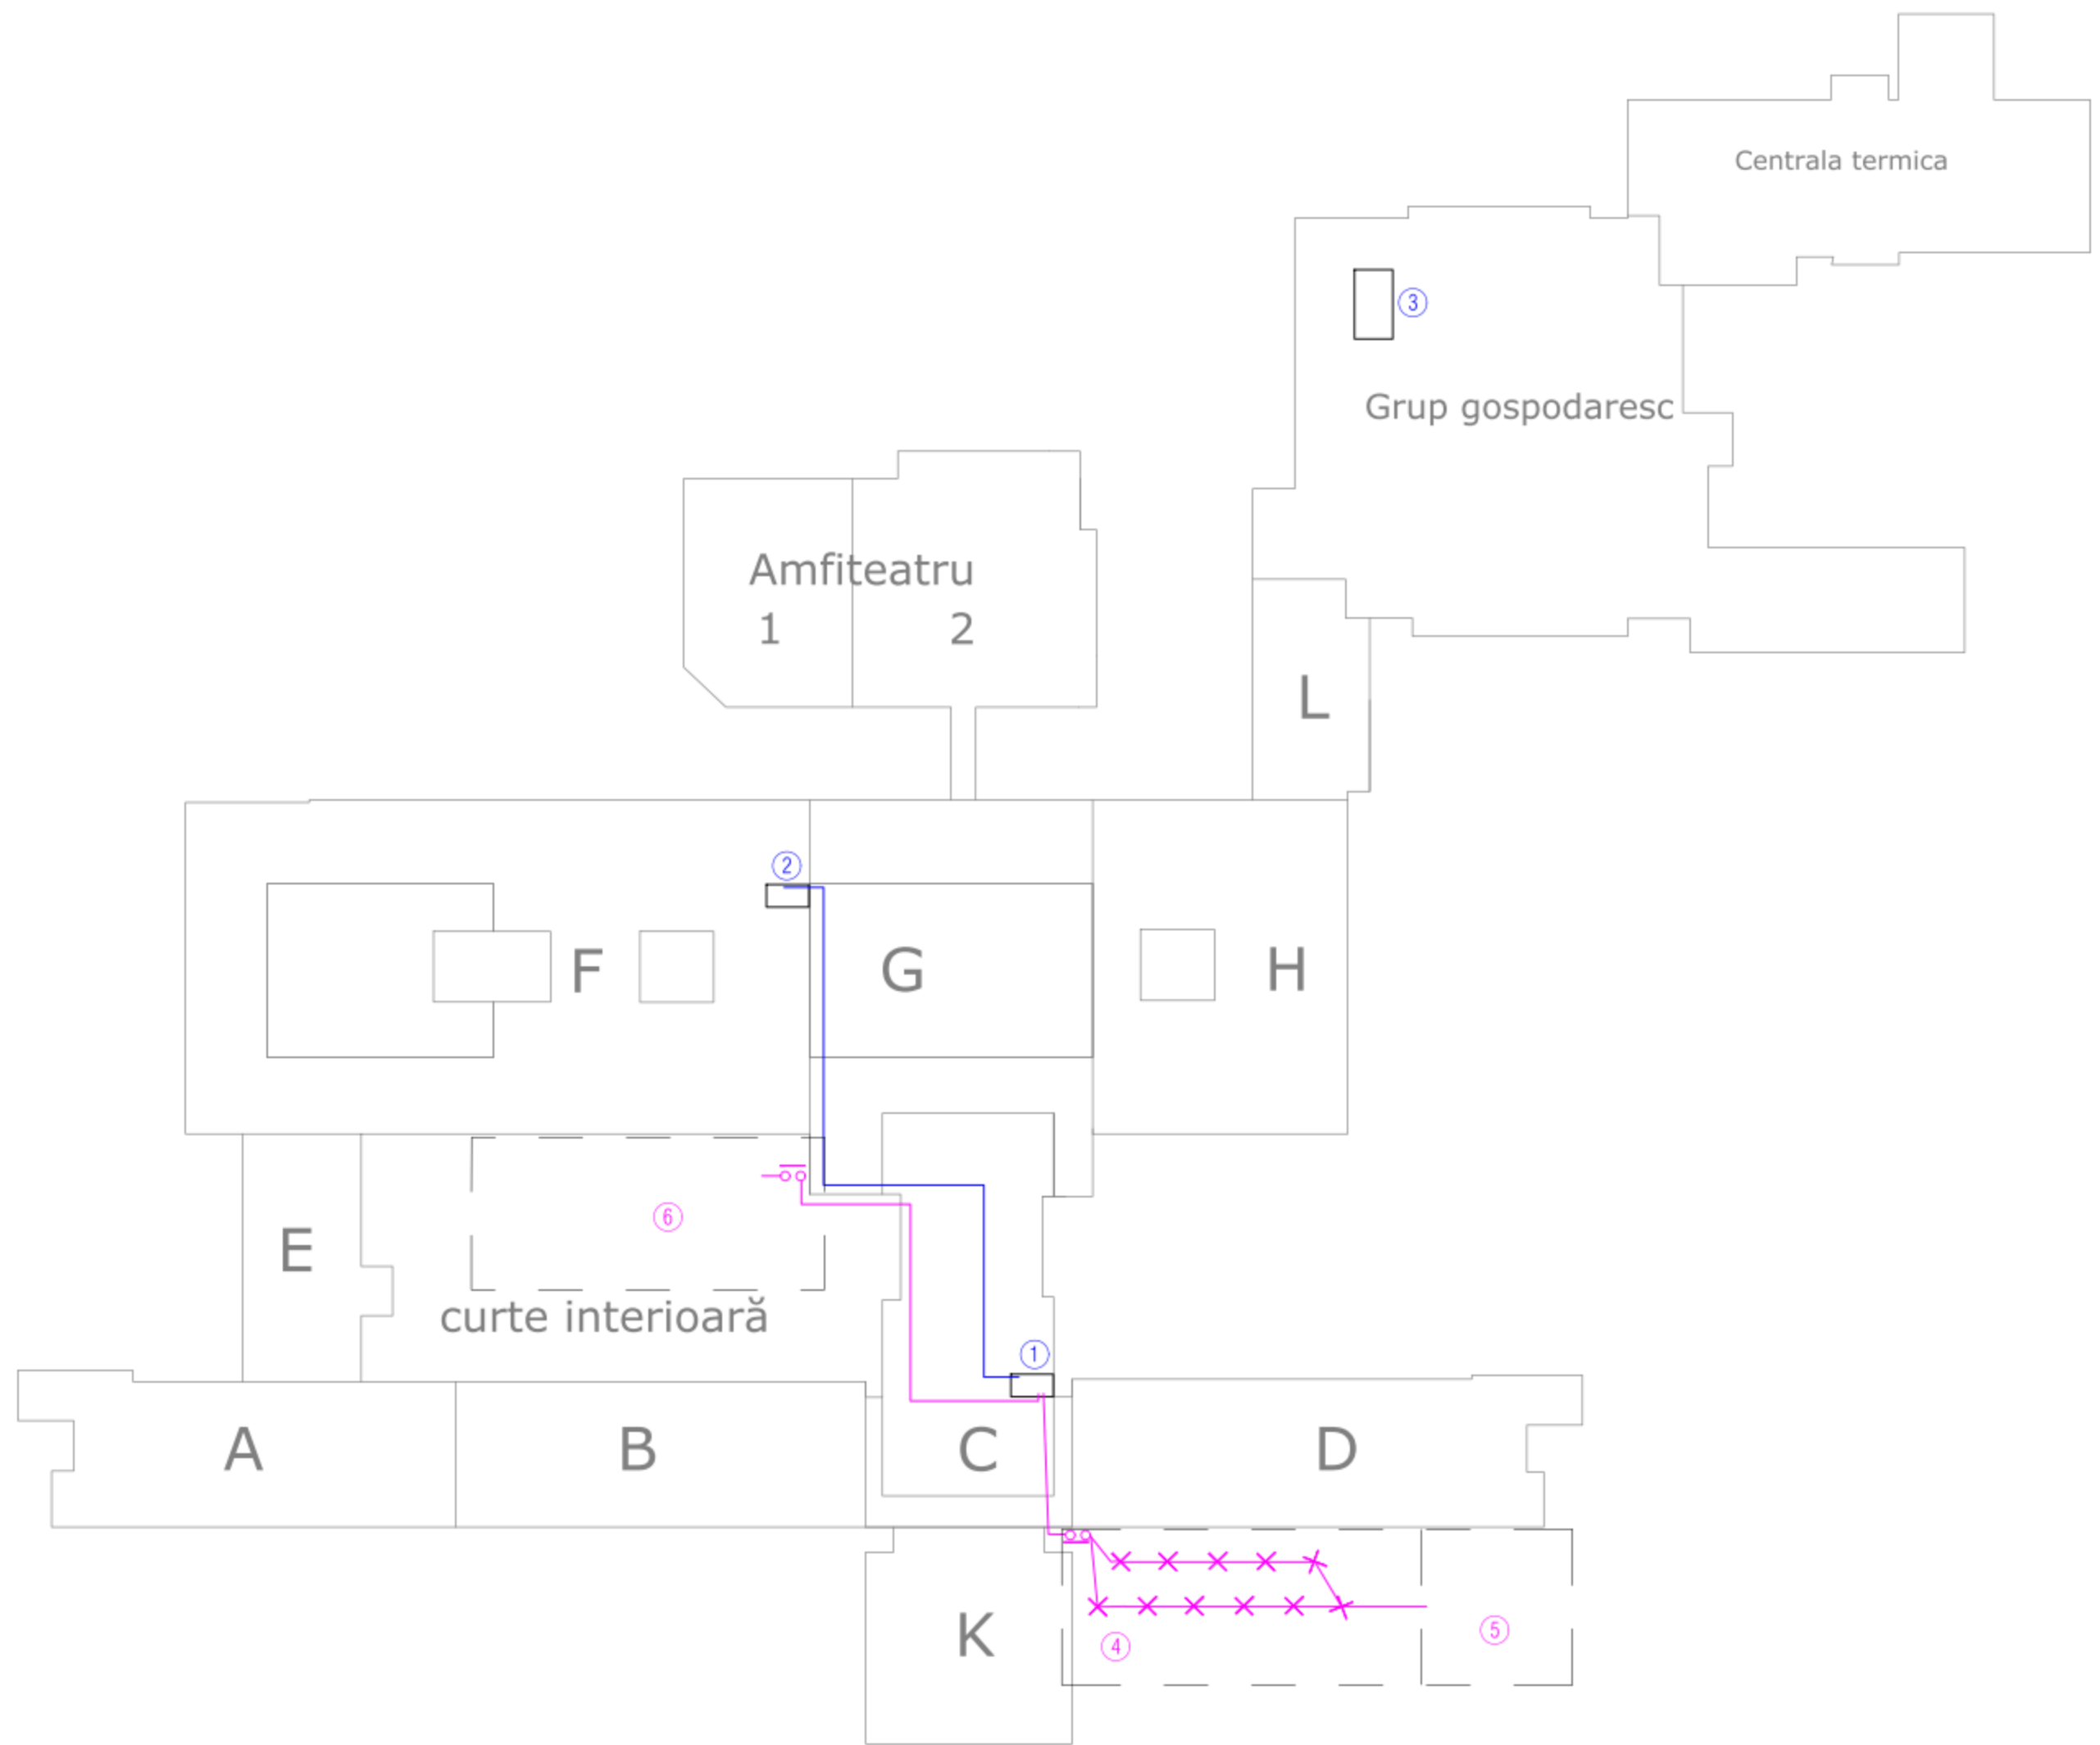 Centrala termica
③
Grup gospodaresc
Amfiteatru
1 2
L
②
F G H
⑥
E
curte interioară
①
A B C D
K
④ ⑤